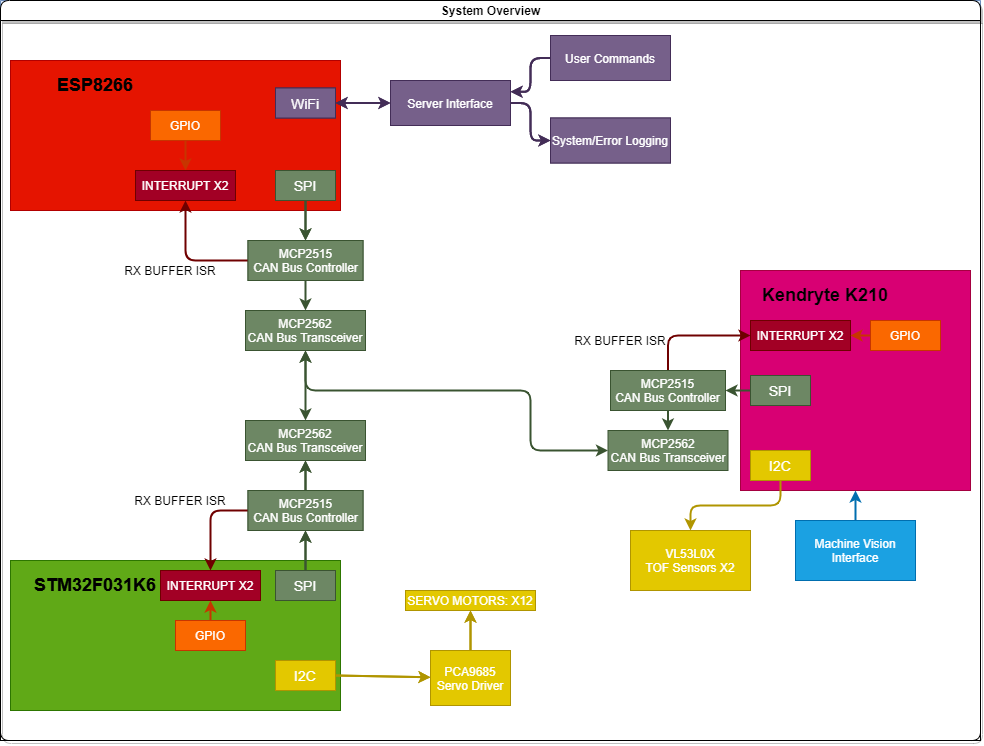 System Overview
ESP8266
GPIO
INTERRUPT X2
WiFi
SPI
Server Interface
User Commands
System/Error Logging
RX BUFFER ISR
MCP2515
CAN Bus Controller
MCP2562
CAN Bus Transceiver
Kendryte K210
INTERRUPT X2
GPIO
RX BUFFER ISR
MCP2515
CAN Bus Controller
SPI
MCP2562
CAN Bus Transceiver
I2C
VL53L0X
TOF Sensors X2
Machine Vision
Interface
MCP2562
CAN Bus Transceiver
RX BUFFER ISR
MCP2515
CAN Bus Controller
STM32F031K6
INTERRUPT X2
SPI
GPIO
I2C
SERVO MOTORS: X12
PCA9685
Servo Driver